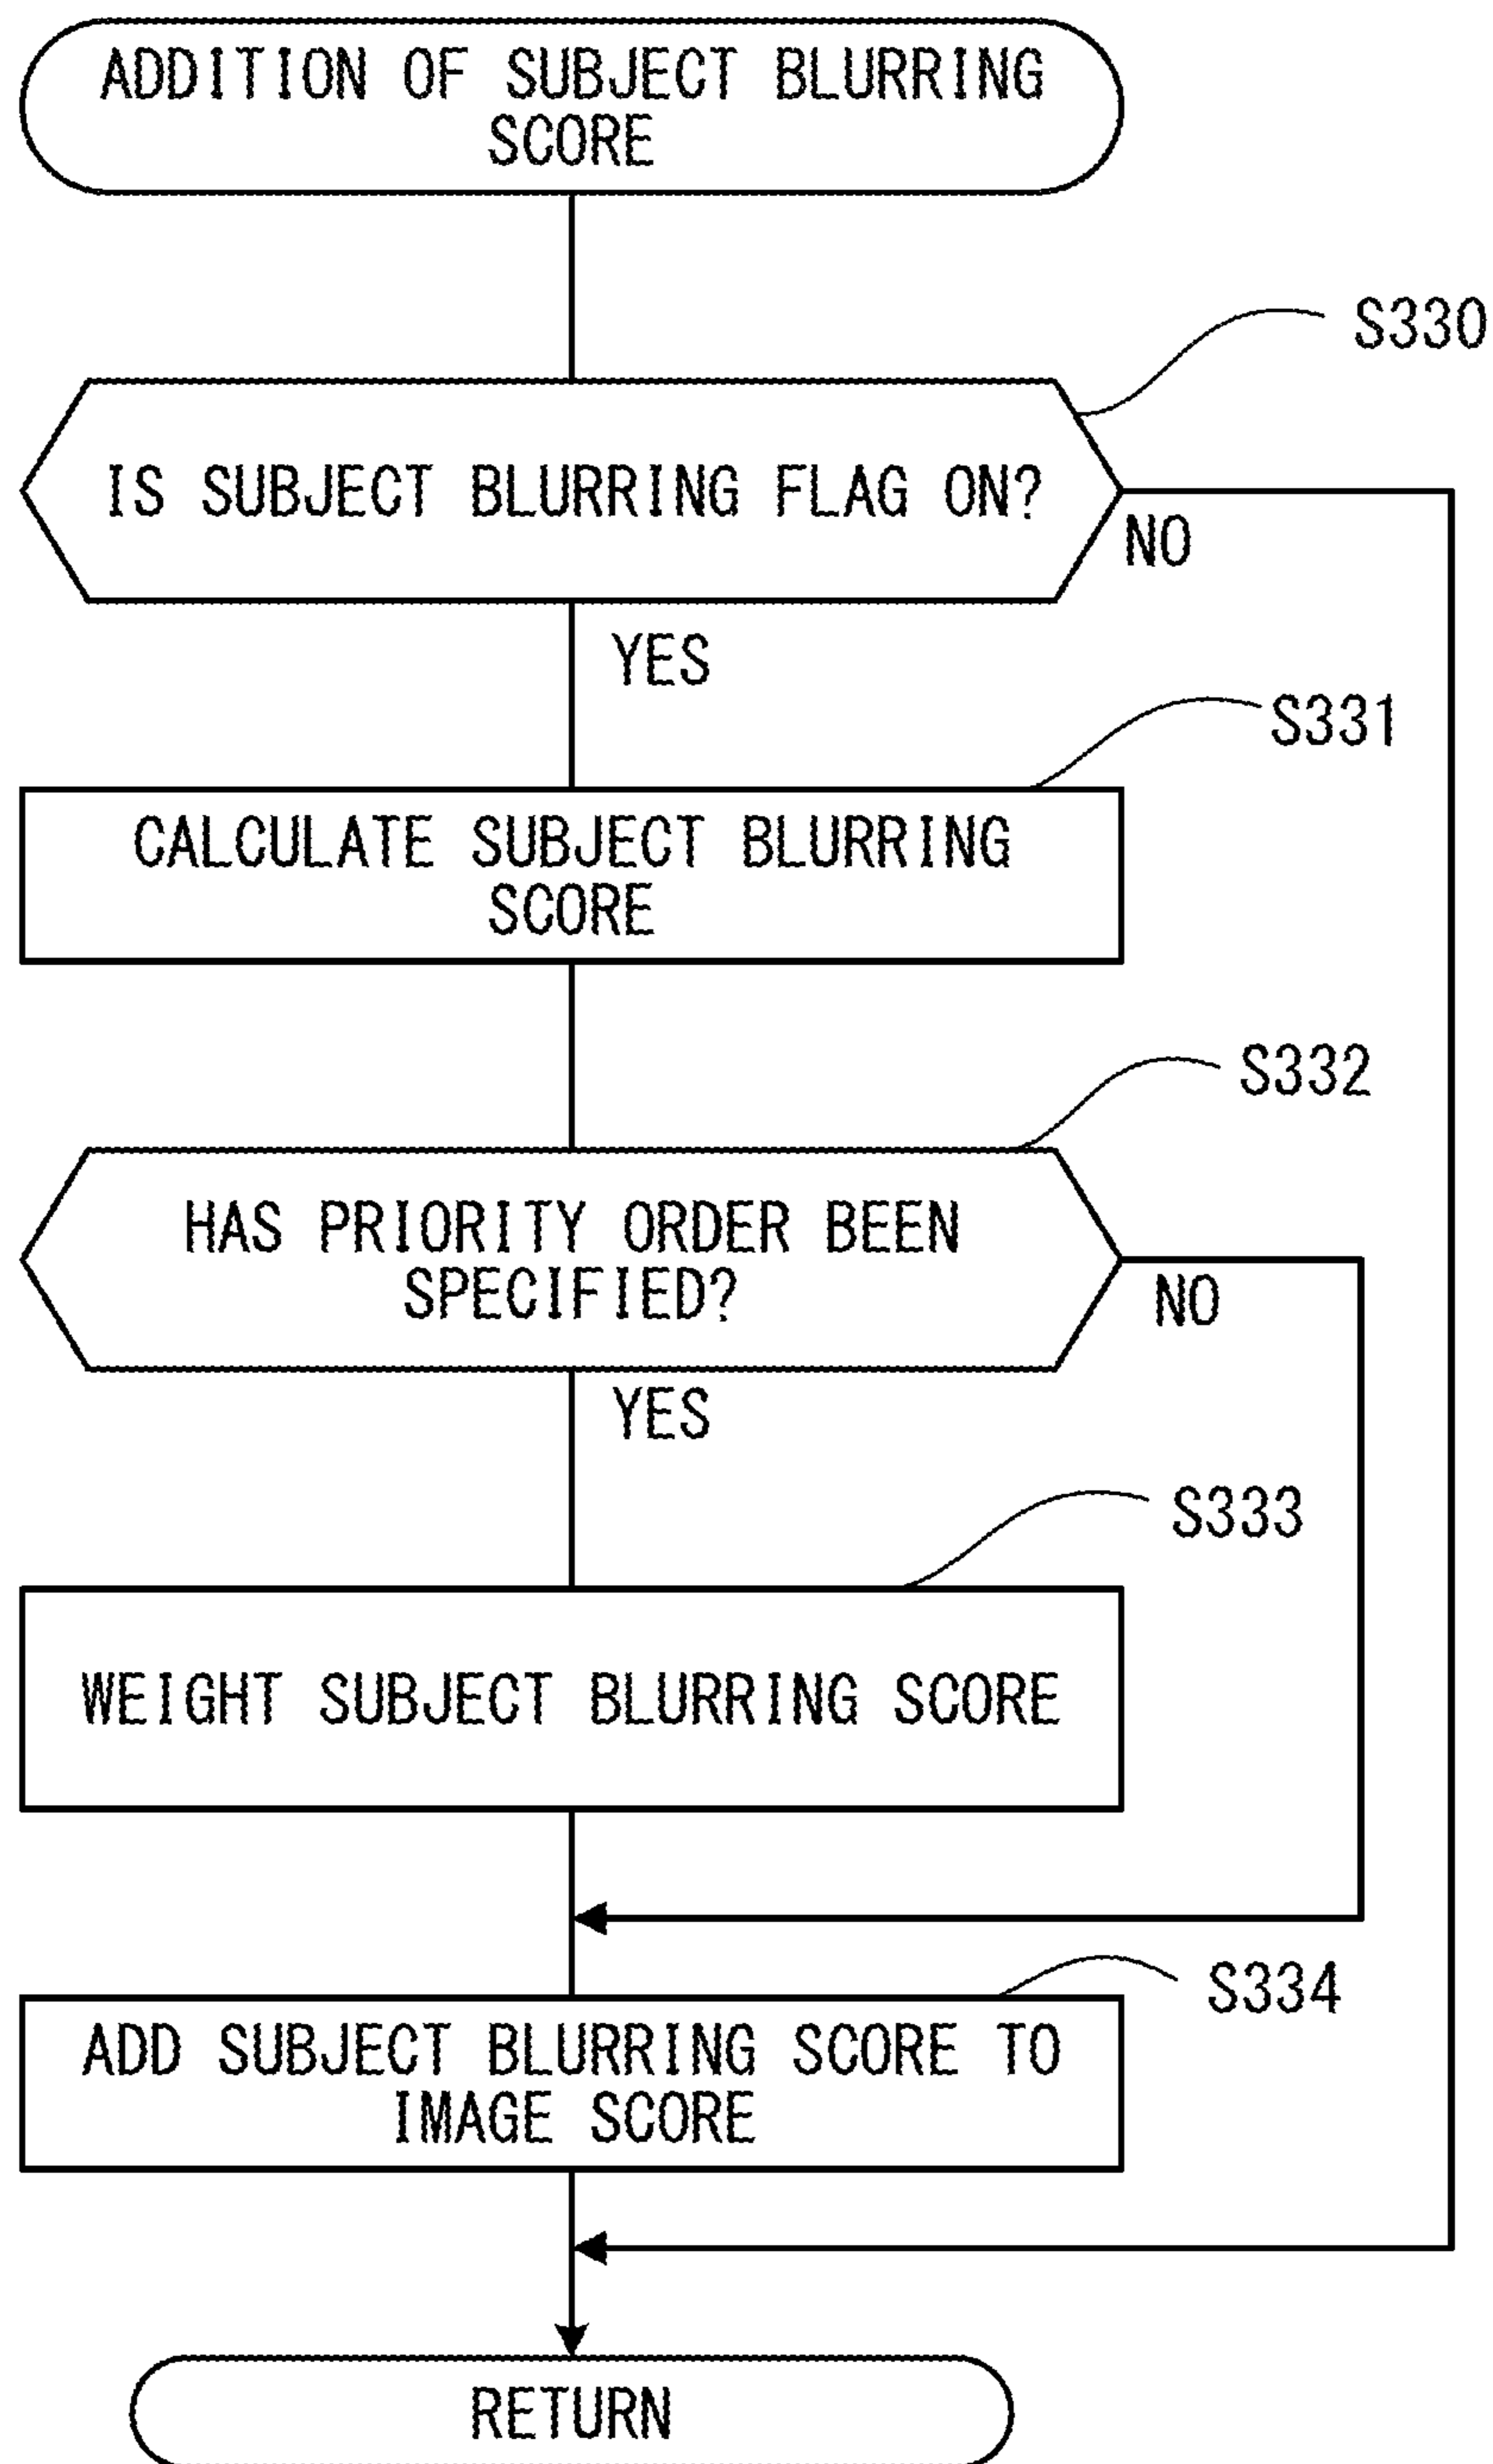 ADDITION OF SUBJECT BLURRING
SCORE
S330
IS SUBJECT BLURRING FLAG ON?
NO
YES
S331
CALCULATE SUBJECT BLURRING
SCORE
S332
HAS PRIORITY ORDER BEEN
SPECIFIED?
NO
YES
S333
WEIGHT SUBJECT BLURRING SCORE
S334
ADD SUBJECT BLURRING SCORE TO
IMAGE SCORE
RETURN